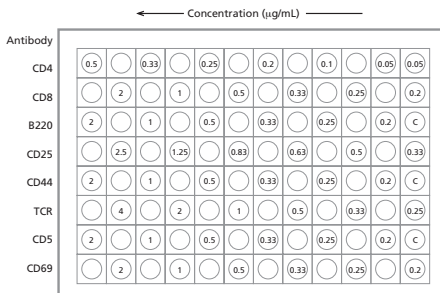 Concentration (µg/mL)
Antibody
CD4 0.5 0.33 0.25 0.2 0.1 0.05 0.05
CD8 2 1 0.5 0.33 0.25 0.2
B220 2 1 0.5 0.33 0.25 0.2 C
CD25 2.5 1.25 0.83 0.63 0.5 0.33
CD44 2 1 0.5 0.33 0.25 0.2 C
TCR 4 2 1 0.5 0.33 0.25
CD5 2 1 0.5 0.33 0.25 0.2 C
CD69 2 1 0.5 0.33 0.25 0.2